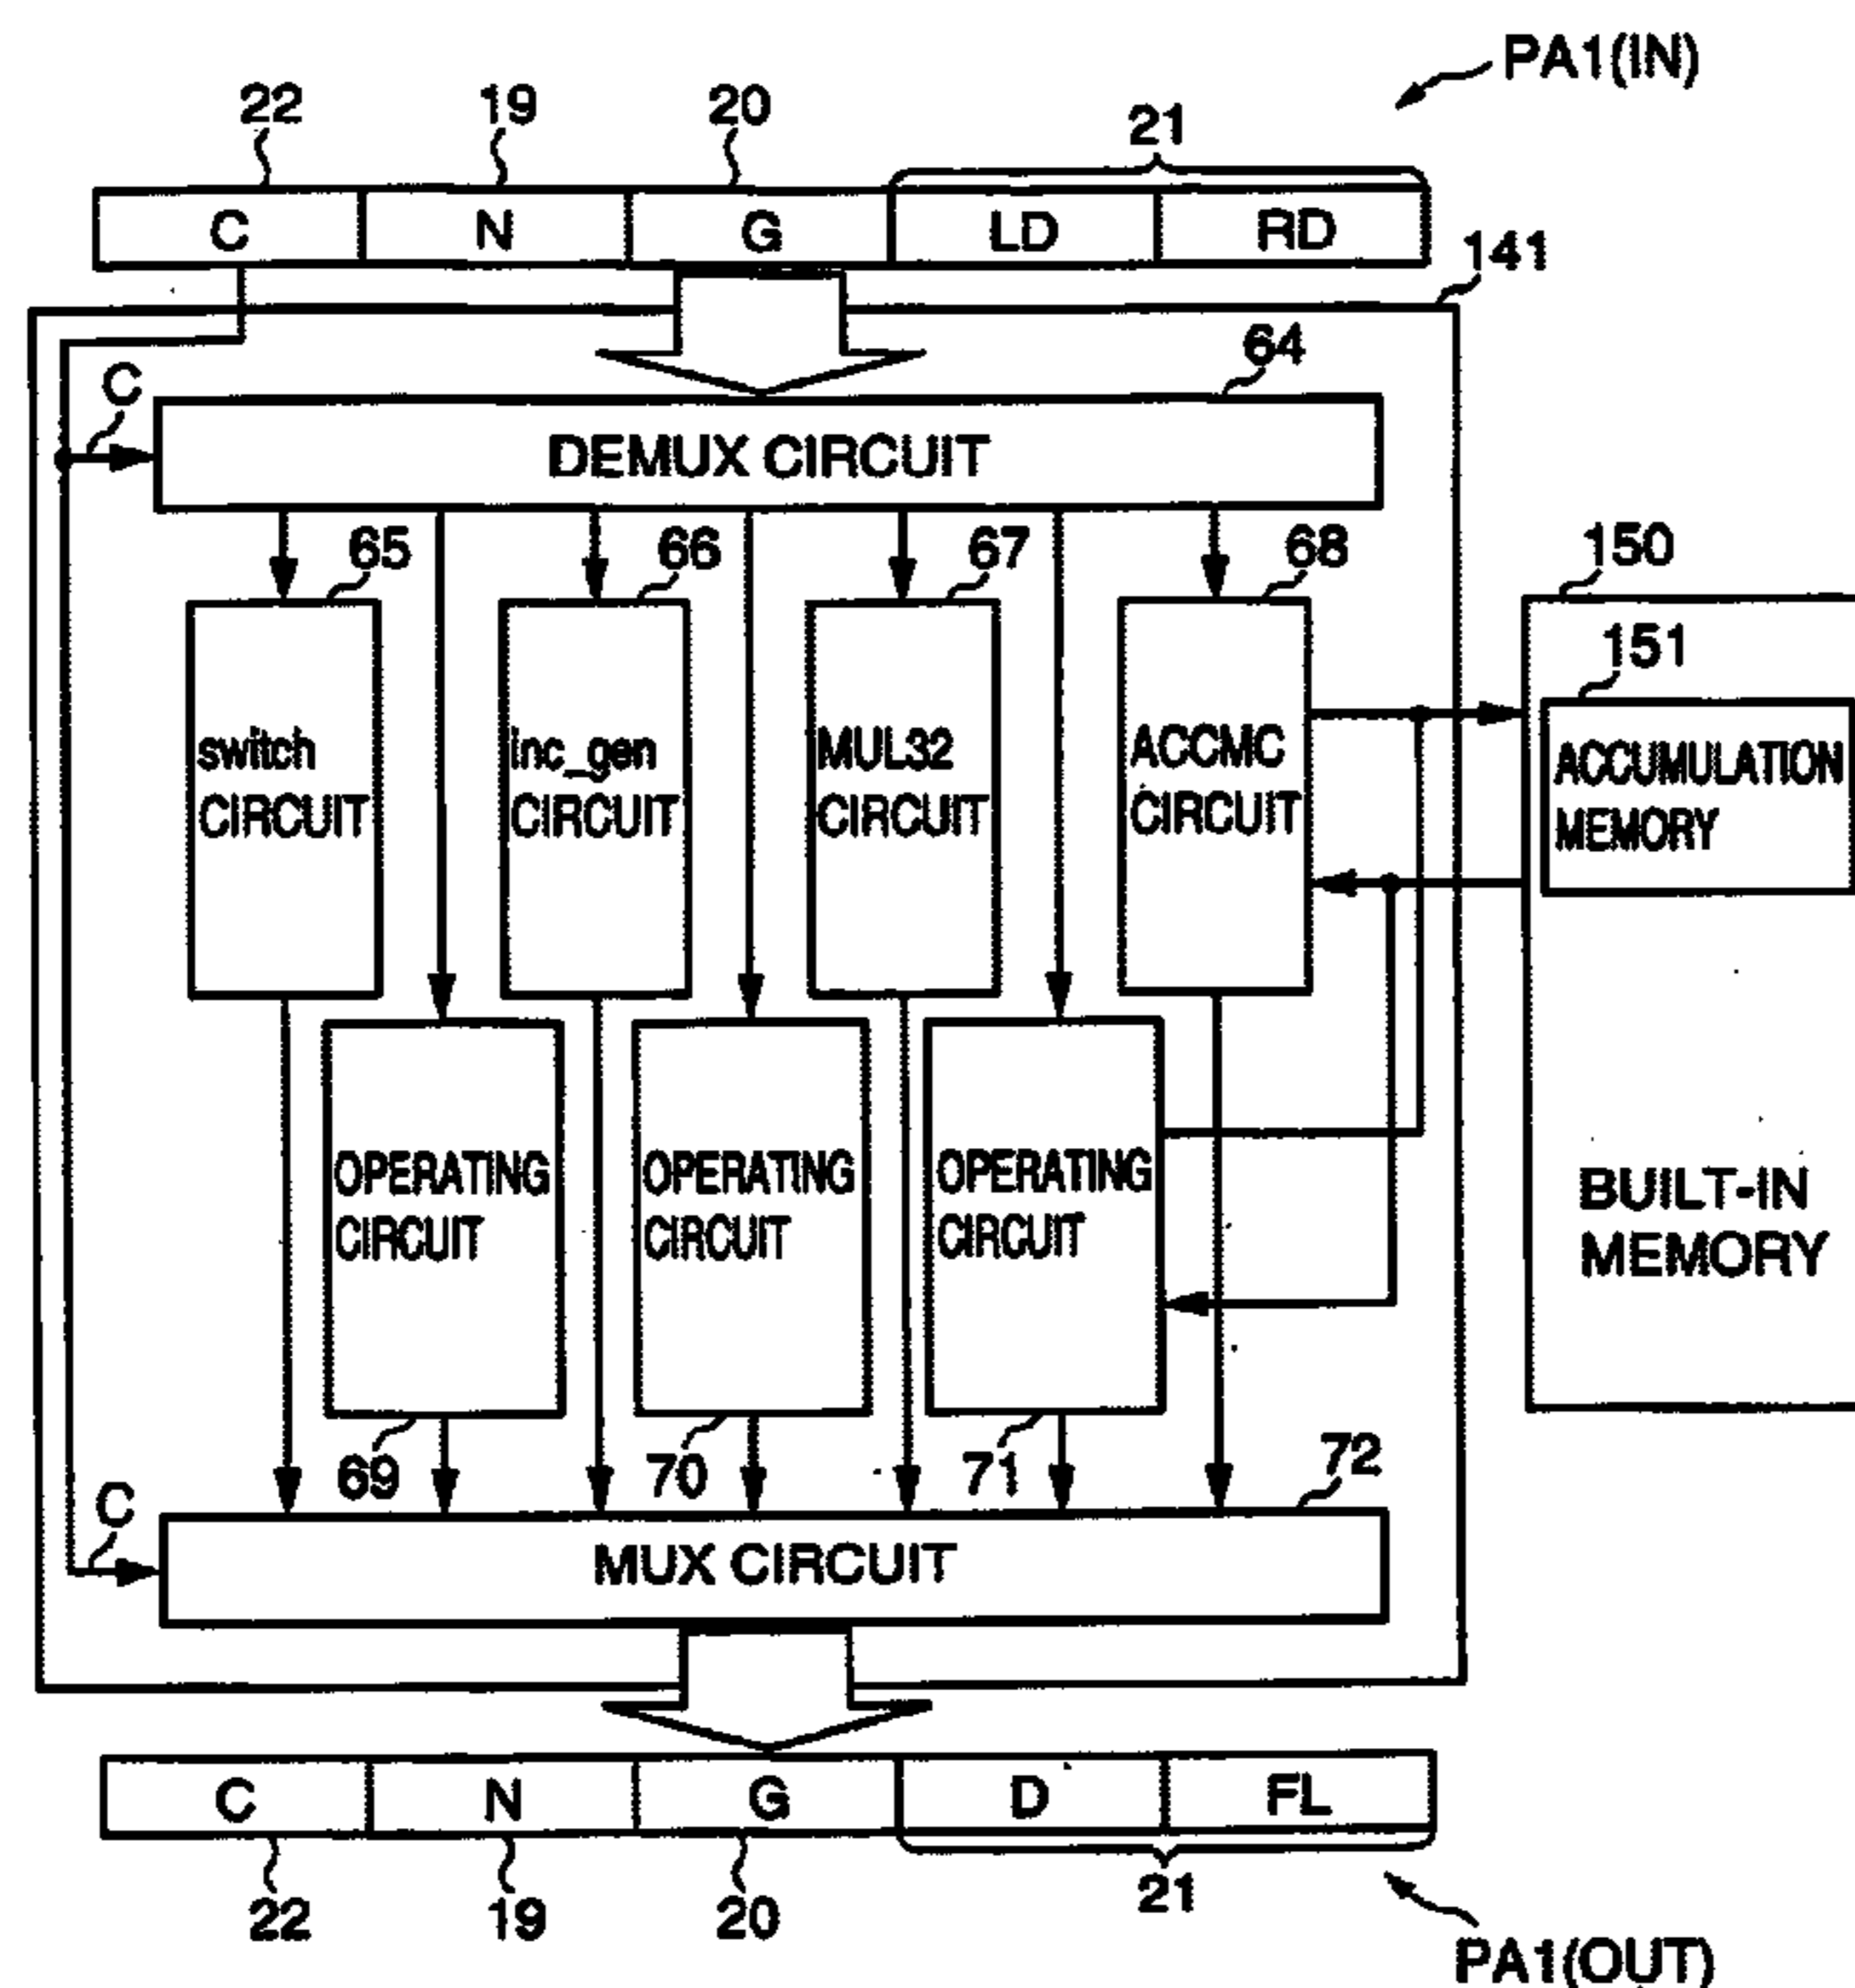 PA1(IN)
22
19
20
21
C
N
G
LD
RD
141
64
C
DEMUX CIRCUIT
65
66
67
68
150
151
switch
CIRCUIT
inc_gen
CIRCUIT
MUL32
CIRCUIT
ACCMC
CIRCUIT
ACCUMULATION
MEMORY
OPERATING
CIRCUIT
OPERATING
CIRCUIT
OPERATING
CIRCUIT
BUILT-IN
MEMORY
69
70
71
72
C
MUX CIRCUIT
C
N
G
D
FL
22
19
20
21
PA1(OUT)